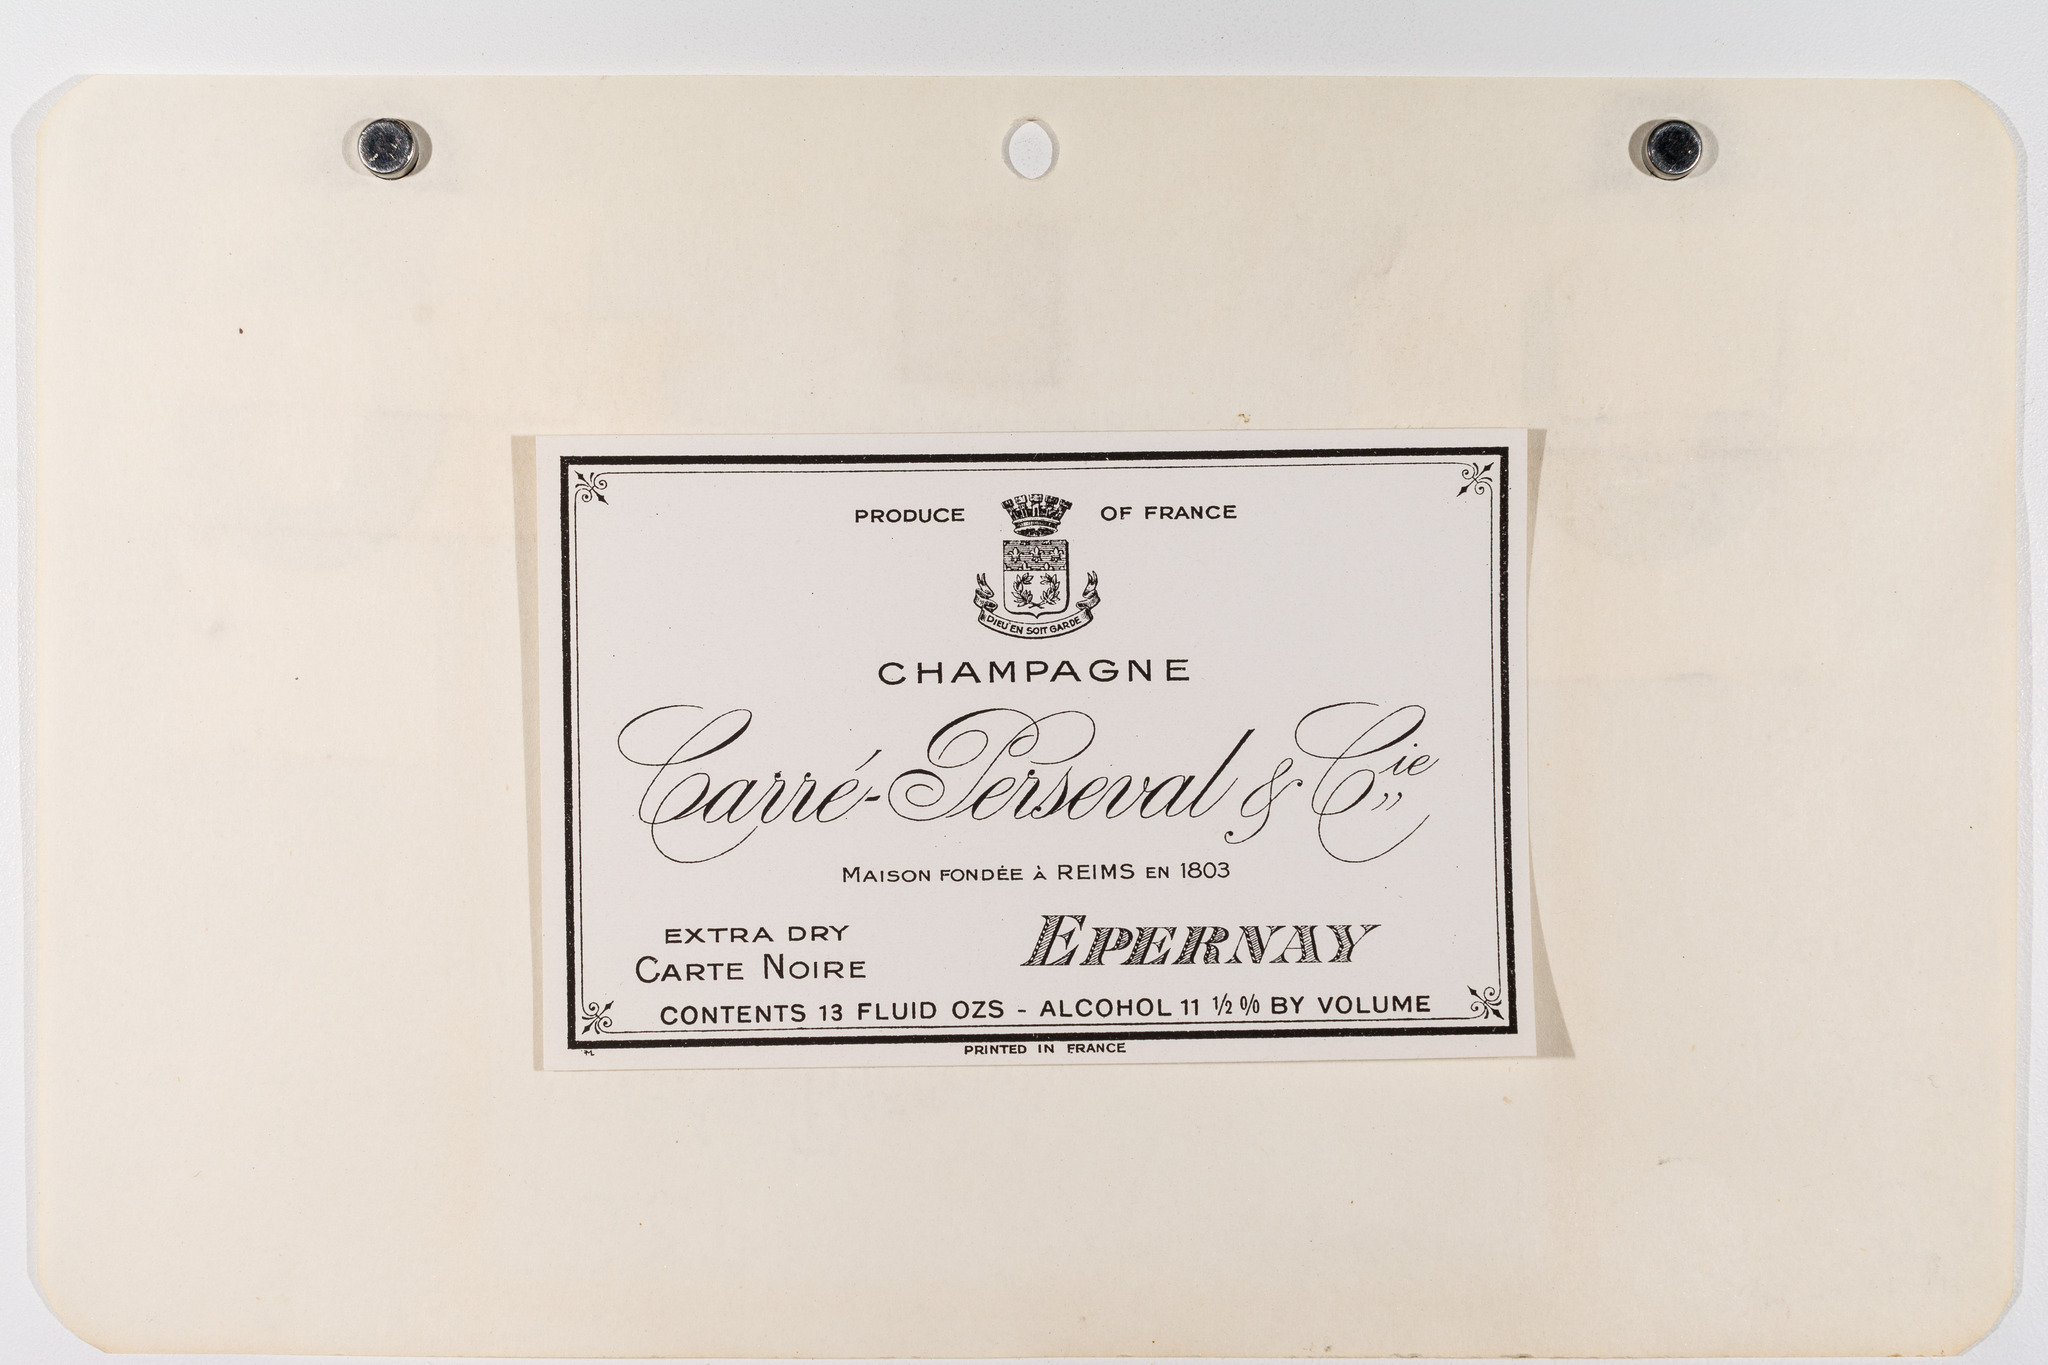 PRODUCE OF FRANCE
DIEU EN SOIT GARDE
CHAMPAGNE
Carré-Perseval & Cie
MAISON FONDÉE À REIMS EN 1803
EXTRA DRY
CARTE NOIRE
EPERNAY
CONTENTS 13 FLUID OZS - ALCOHOL 11 ½ % BY VOLUME
PRINTED IN FRANCE